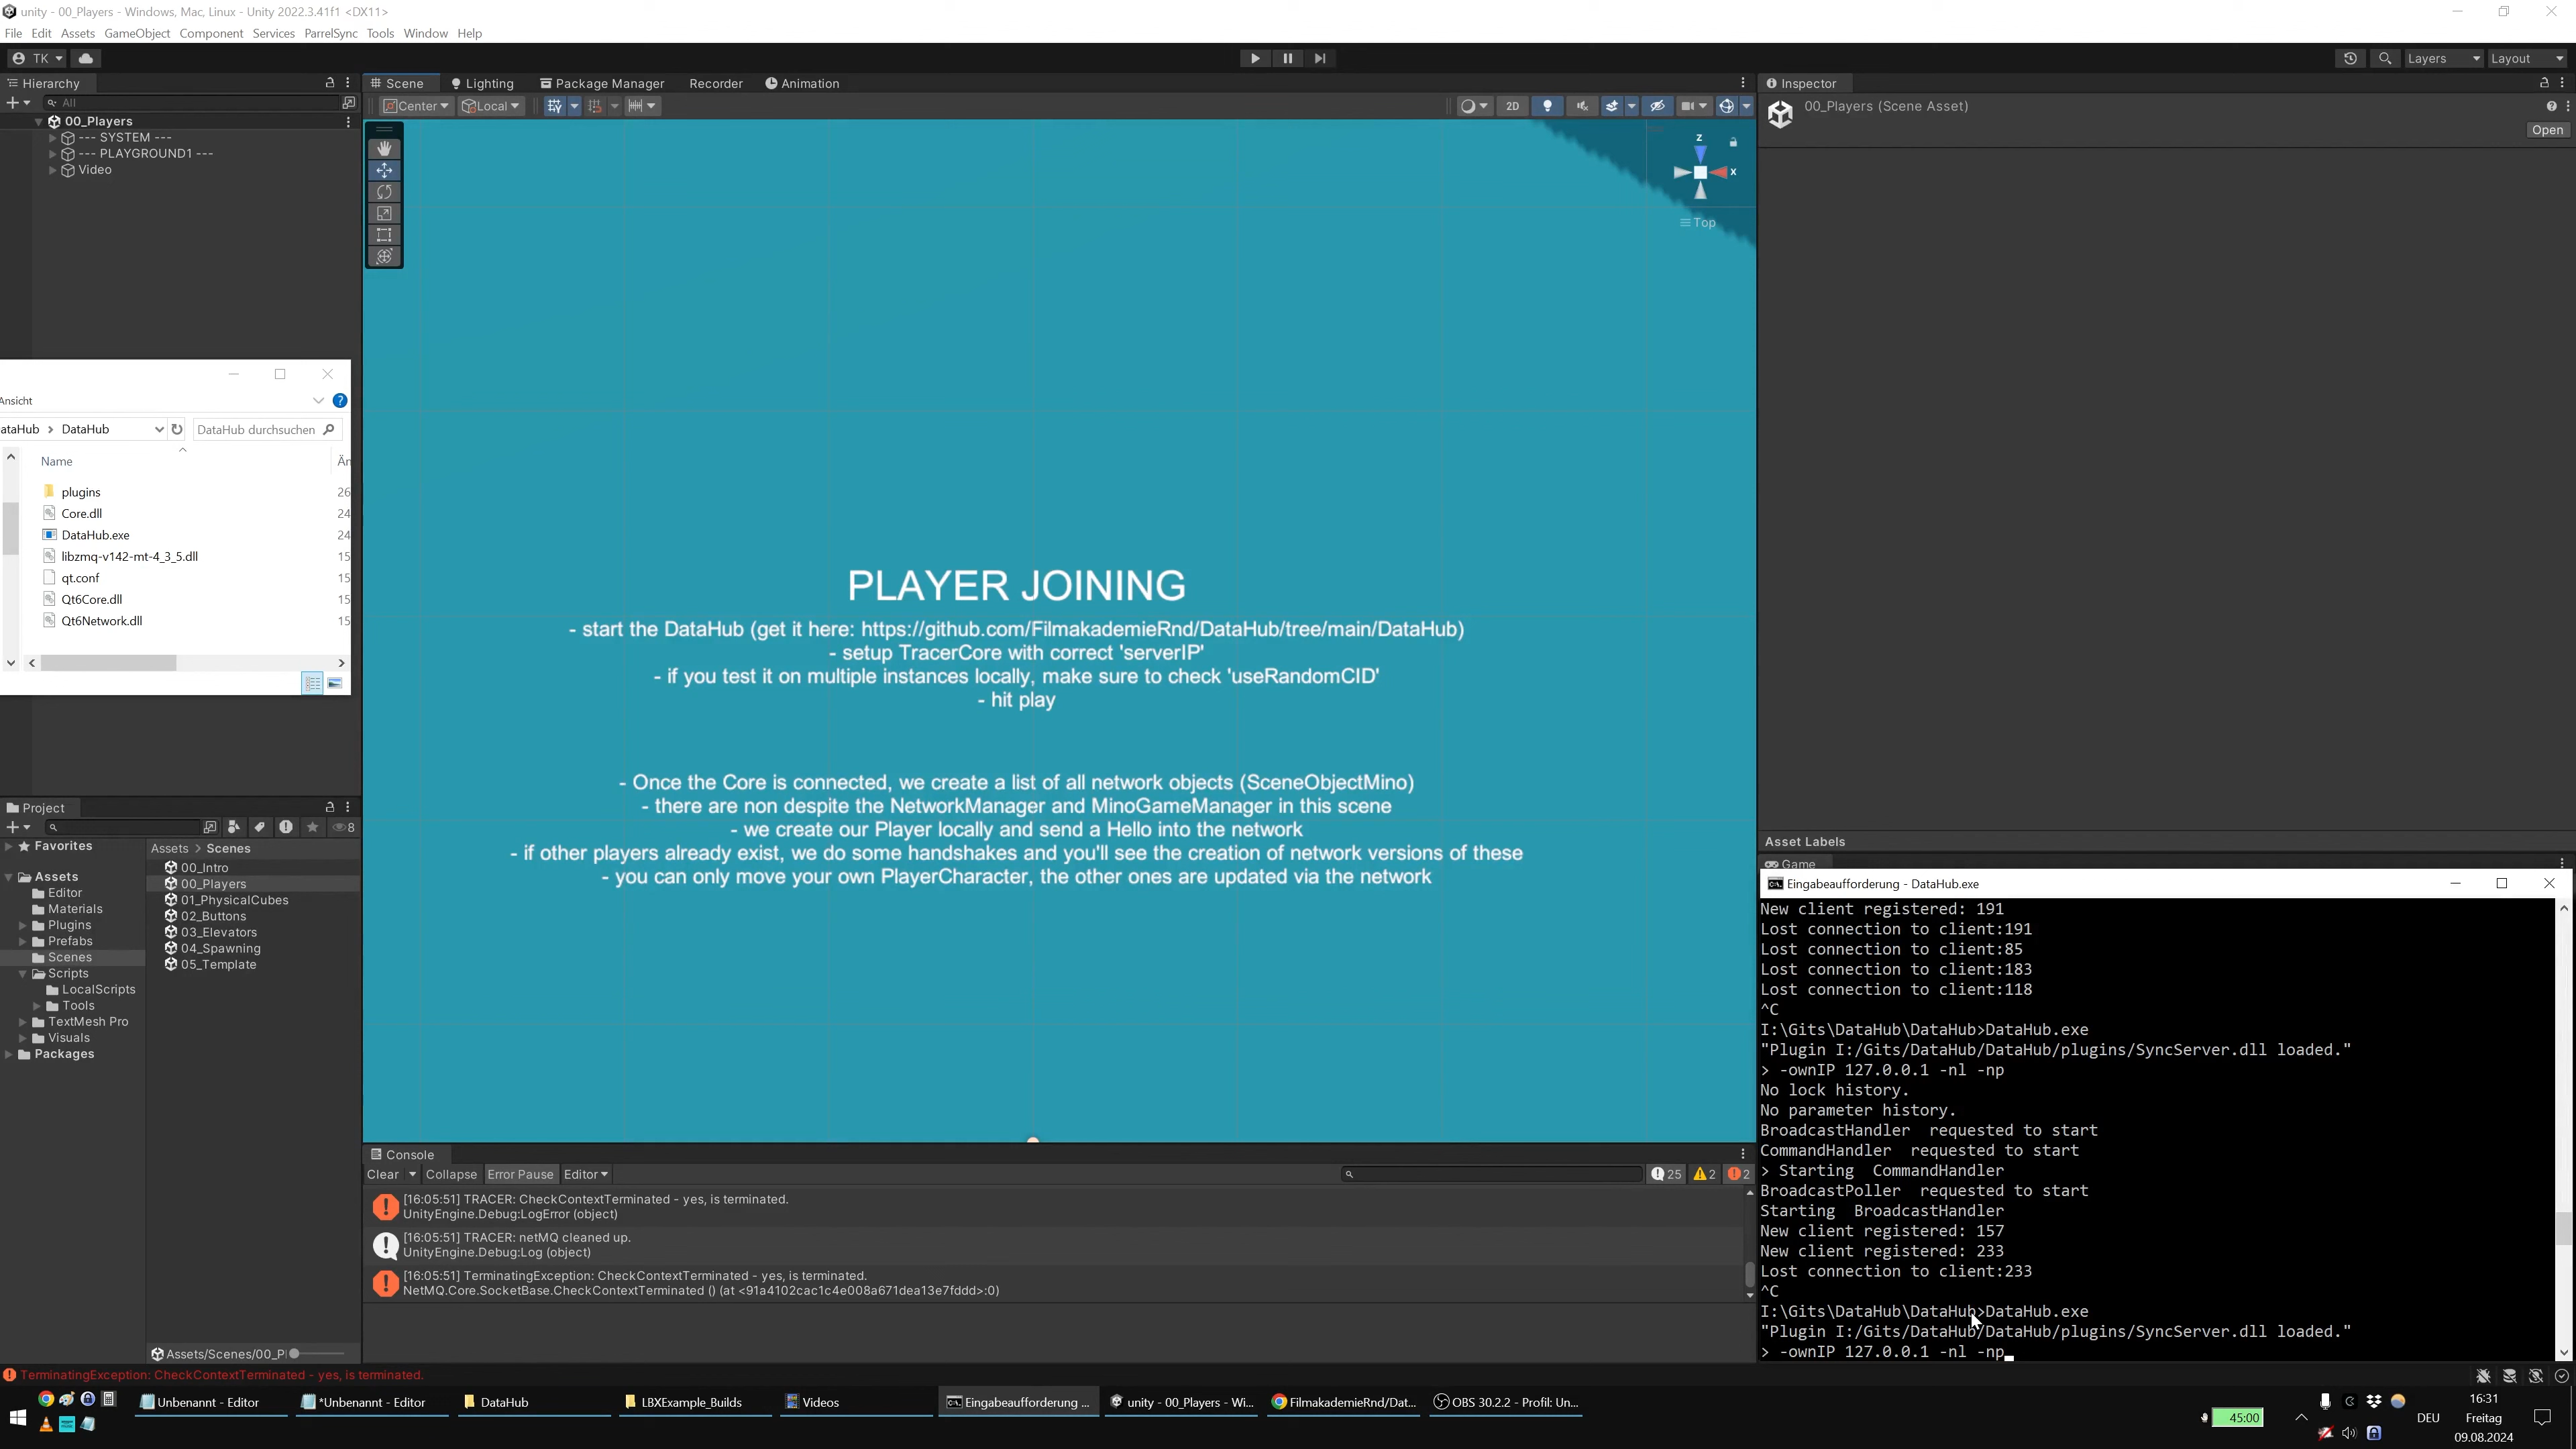 unity - 00_Players - Windows, Mac, Linux - Unity 2022.3.41f1 <DX11>
File Edit Assets GameObject Component Services ParrelSync Tools Window Help
TK
Layers Layout
Hierarchy
All
00_Players
--- SYSTEM ---
--- PLAYGROUND1 ---
Video
Scene Lighting Package Manager Recorder Animation
Center Local 2D
z
x
Top
Inspector
00_Players (Scene Asset)
Open
Ansicht
ataHub > DataHub DataHub durchsuchen
Name Än
plugins 26
Core.dll 24
DataHub.exe 24
libzmq-v142-mt-4_3_5.dll 15
qt.conf 15
Qt6Core.dll 15
Qt6Network.dll 15
PLAYER JOINING
- start the DataHub (get it here: https://github.com/FilmakademieRnd/DataHub/tree/main/DataHub)
- setup TracerCore with correct 'serverIP'
- if you test it on multiple instances locally, make sure to check 'useRandomCID'
- hit play
- Once the Core is connected, we create a list of all network objects (SceneObjectMino)
- there are non despite the NetworkManager and MinoGameManager in this scene
- we create our Player locally and send a Hello into the network
- if other players already exist, we do some handshakes and you'll see the creation of network versions of these
- you can only move your own PlayerCharacter, the other ones are updated via the network
Project
8
Favorites
Assets
Editor
Materials
Plugins
Prefabs
Scenes
Scripts
LocalScripts
Tools
TextMesh Pro
Visuals
Packages
Assets > Scenes
00_Intro
00_Players
01_PhysicalCubes
02_Buttons
03_Elevators
04_Spawning
05_Template
Assets/Scenes/00_P
Console
Clear Collapse Error Pause Editor 25 2 2
[16:05:51] TRACER: CheckContextTerminated - yes, is terminated.
UnityEngine.Debug:LogError (object)
[16:05:51] TRACER: netMQ cleaned up.
UnityEngine.Debug:Log (object)
[16:05:51] TerminatingException: CheckContextTerminated - yes, is terminated.
NetMQ.Core.SocketBase.CheckContextTerminated () (at <91a4102cac1c4e008a671dea13e7fddd>:0)
Asset Labels
Game
Eingabeaufforderung - DataHub.exe
New client registered: 191
Lost connection to client:191
Lost connection to client:85
Lost connection to client:183
Lost connection to client:118
^C
I:\Gits\DataHub\DataHub>DataHub.exe
"Plugin I:/Gits/DataHub/DataHub/plugins/SyncServer.dll loaded."
> -ownIP 127.0.0.1 -nl -np
No lock history.
No parameter history.
BroadcastHandler  requested to start
CommandHandler  requested to start
> Starting  CommandHandler
BroadcastPoller  requested to start
Starting  BroadcastHandler
New client registered: 157
New client registered: 233
Lost connection to client:233
^C
I:\Gits\DataHub\DataHub>DataHub.exe
"Plugin I:/Gits/DataHub/DataHub/plugins/SyncServer.dll loaded."
> -ownIP 127.0.0.1 -nl -np
TerminatingException: CheckContextTerminated - yes, is terminated.
Unbenannt - Editor *Unbenannt - Editor DataHub LBXExample_Builds Videos Eingabeaufforderung ... unity - 00_Players - Wi... FilmakademieRnd/Dat... OBS 30.2.2 - Profil: Un...
45:00
DEU
16:31
Freitag
09.08.2024